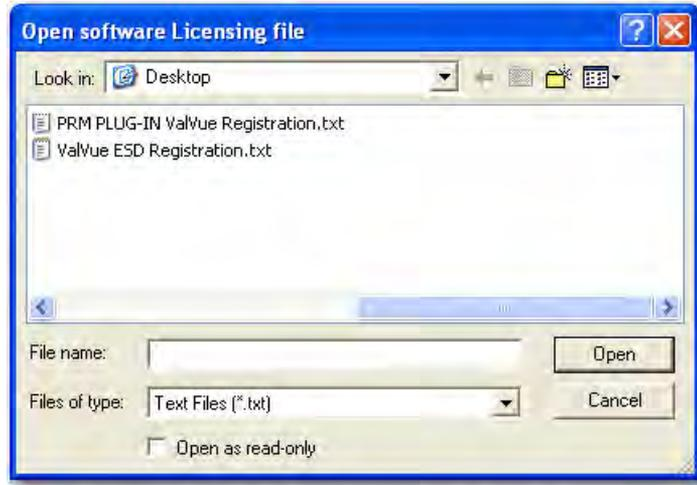 Open software Licensing file
Look in: Desktop
PRM PLUG-IN ValVue Registration.txt
ValVue ESD Registration.txt
File name: Open
Files of type: Text Files (*.txt) Cancel
Open as read-only